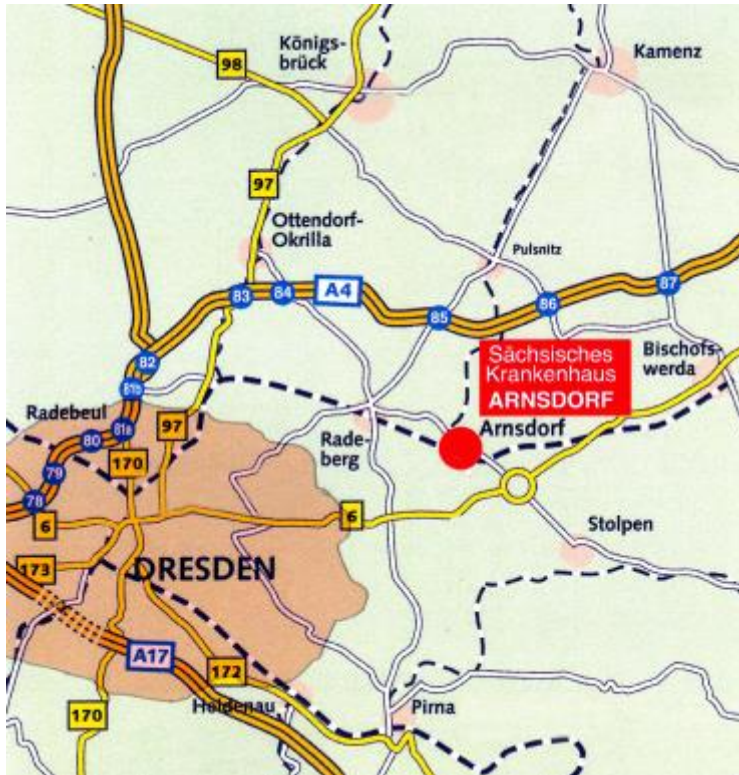 Königs-
brück
Kamenz
98
97
Ottendorf-
Okrilla
Pulsnitz
83
84
A4
85
86
87
82
81b
Sächsisches
Krankenhaus
ARNSDORF
Bischofs-
werda
Radebeul
81a
80
97
Rade-
berg
Arnsdorf
79
170
78
6
6
Stolpen
173
DRESDEN
A17
172
Heidenau
Pirna
170